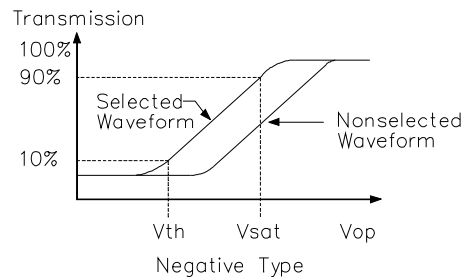 Transmission
100%
90%
Selected
Waveform
Nonselected
Waveform
10%
Vth
Vsat
Vop
Negative Type